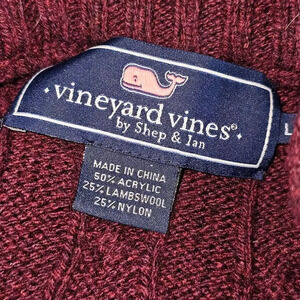 vineyard vines®
by Shep & Ian
L
MADE IN CHINA
50% ACRYLIC
25% LAMBSWOOL
25% NYLON